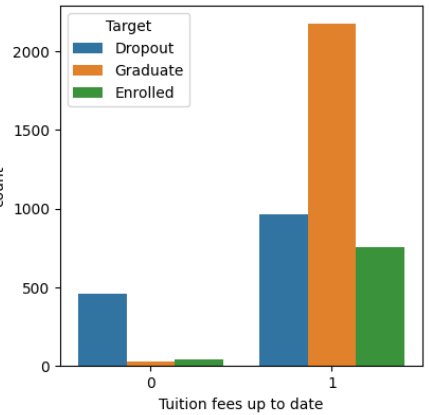 Target
Dropout
Graduate
Enrolled
2000
1500
1000
500
0
count
0 1
Tuition fees up to date